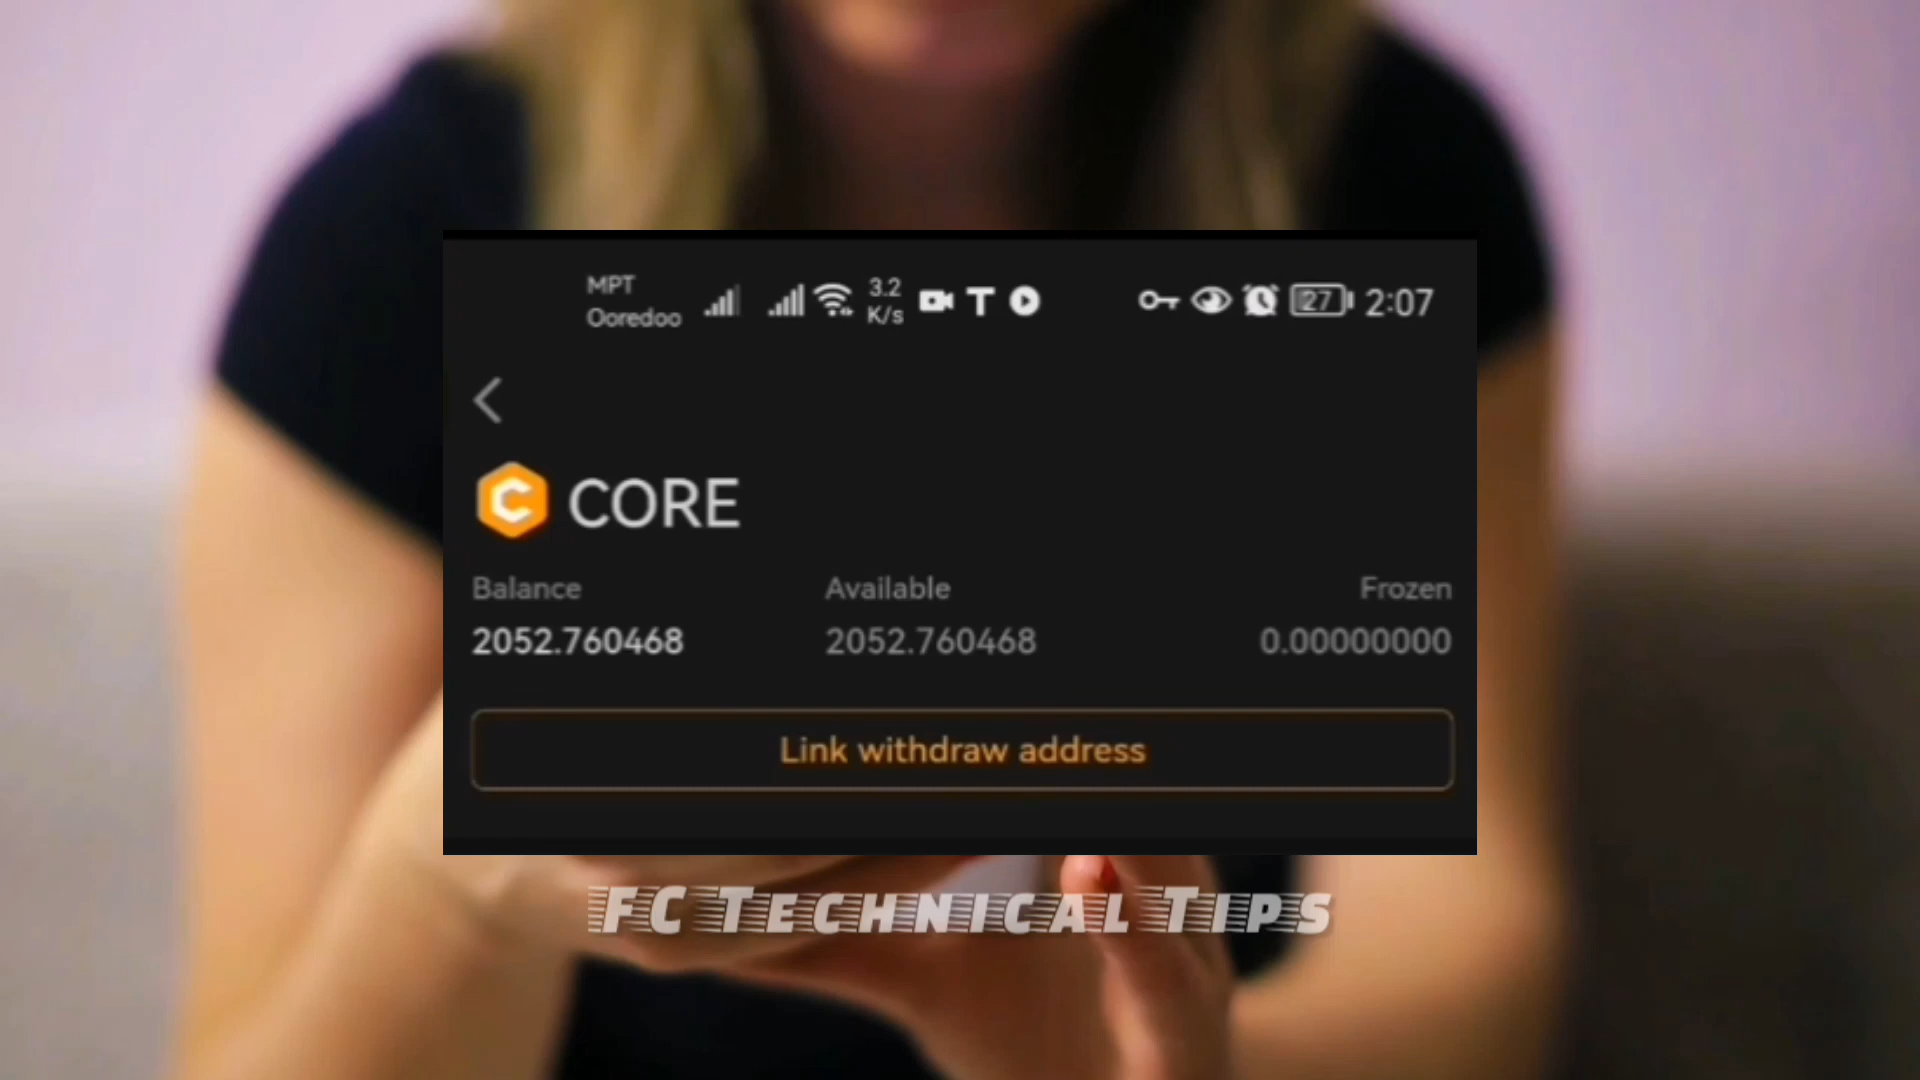 MPT
Ooredoo
3.2
K/s
T
27
2:07
CORE
Balance
Available
Frozen
2052.760468
2052.760468
0.00000000
Link withdraw address
FC Technical Tips